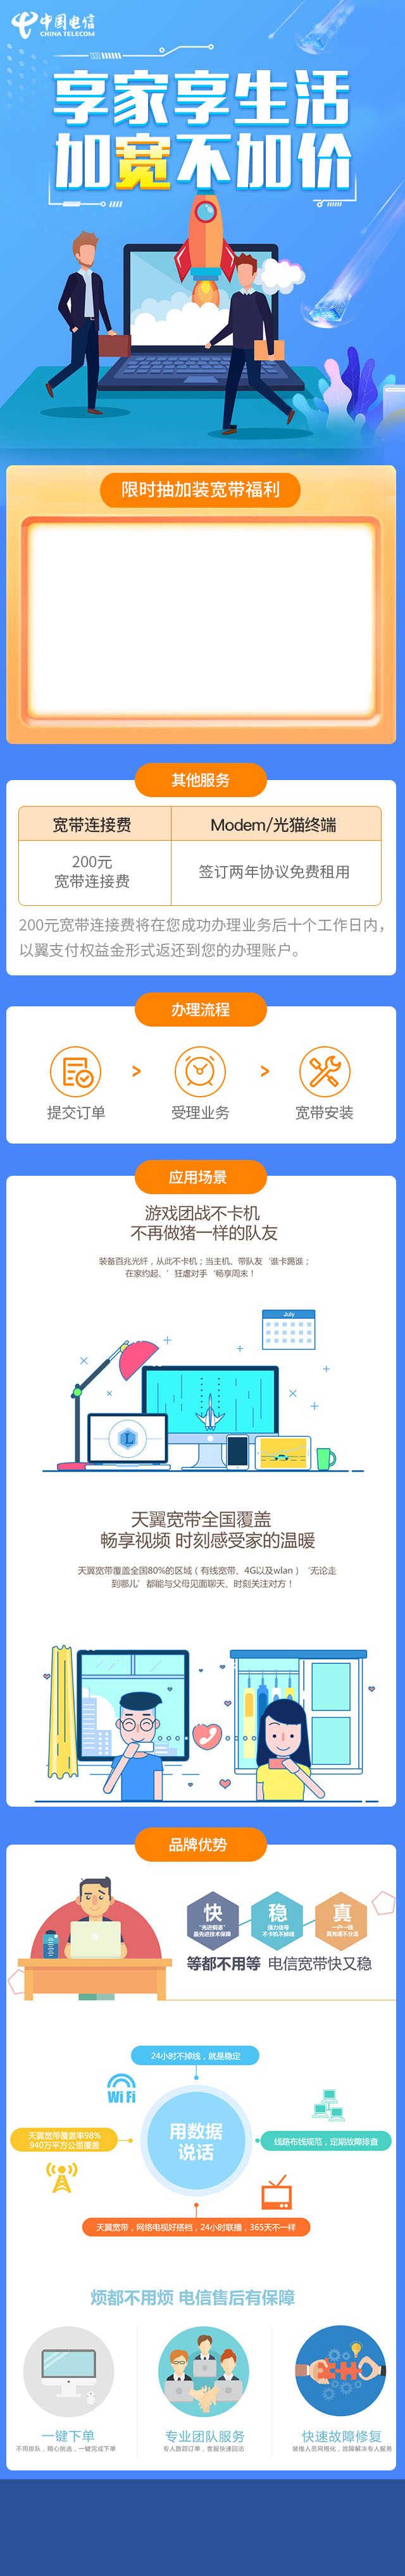 中国电信
CHINA TELECOM
享家享生活
加宽不加价
限时抽加装宽带福利
其他服务
宽带连接费
Modem/光猫终端
200元
宽带连接费
签订两年协议免费租用
200元宽带连接费将在您成功办理业务后十个工作日内，
以翼支付权益金形式返还到您的办理账户。
办理流程
提交订单
>
受理业务
>
宽带安装
应用场景
游戏团战不卡机
不再做猪一样的队友
装备百兆光纤，从此不卡机；当主机、带队友‘谁卡踢谁；
在家约起、’狂虐对手‘畅享周末！
July
L
天翼宽带全国覆盖
畅享视频 时刻感受家的温暖
天翼宽带覆盖全国80%的区域（有线宽带、4G以及wlan）‘无论走
到哪儿’都能与父母见面聊天、时刻关注对方！
品牌优势
快
稳
真
"光进铜退"
最先进技术保障
强力信号
不卡机不掉线
一户一线
真光速不分流
等都不用等 电信宽带快又稳
24小时不掉线，就是稳定
Wi Fi
用数据
说话
天翼宽带覆盖率98%
940万平方公里覆盖
线路布线规范，定期故障排查
天翼宽带，网络电视好搭档，24小时联播，365天不一样
烦都不用烦 电信售后有保障
一键下单
不用排队，精心挑选，一键完成下单
专业团队服务
专人跟踪订单，客服快速回访
快速故障修复
装维人员网格化，故障解决专人服务